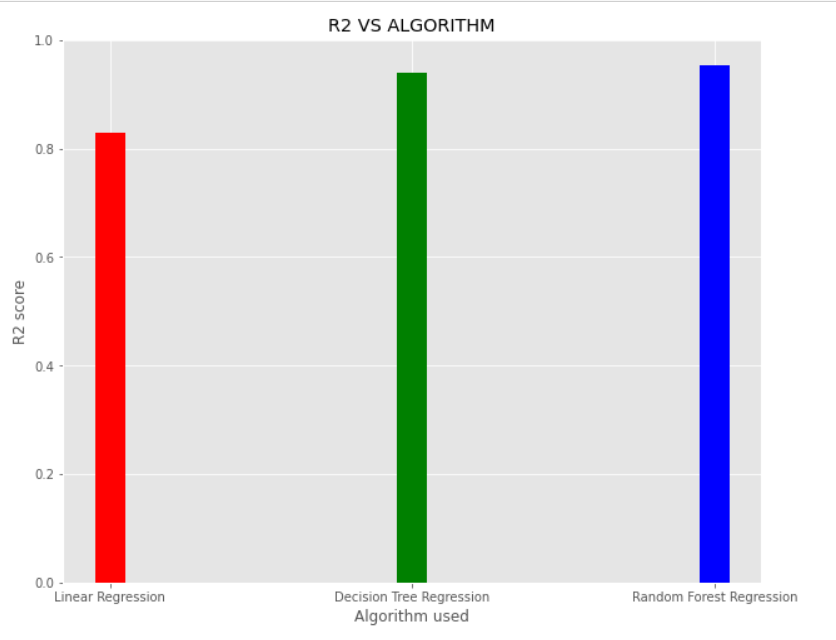 R2 VS ALGORITHM
1.0
0.8
0.6
0.4
0.2
0.0
R2 score
Linear Regression
Decision Tree Regression
Random Forest Regression
Algorithm used